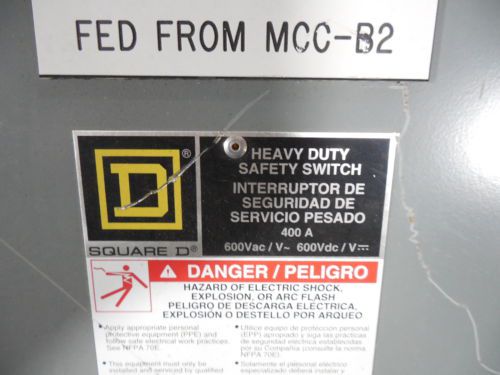 FED FROM MCC-B2
D
®
SQUARE D®
HEAVY DUTY
SAFETY SWITCH
INTERRUPTOR DE
SEGURIDAD DE
SERVICIO PESADO
400 A
600Vac / V~ 600Vdc / V⎓
DANGER / PELIGRO
HAZARD OF ELECTRIC SHOCK,
EXPLOSION, OR ARC FLASH
PELIGRO DE DESCARGA ELÉCTRICA,
EXPLOSIÓN O DESTELLO POR ARQUEO
• Apply appropriate personal
protective equipment (PPE) and
follow safe electrical work practices.
See NFPA 70E.
• This equipment must only be
installed and serviced by qualified
• Utilice equipo de protección personal
(EPP) apropiado y siga las prácticas
de seguridad eléctrica establecidas
por su Compañía (consulte la norma
NFPA 70E).
• Solamente el personal eléctrico
especializado deberá instalar y